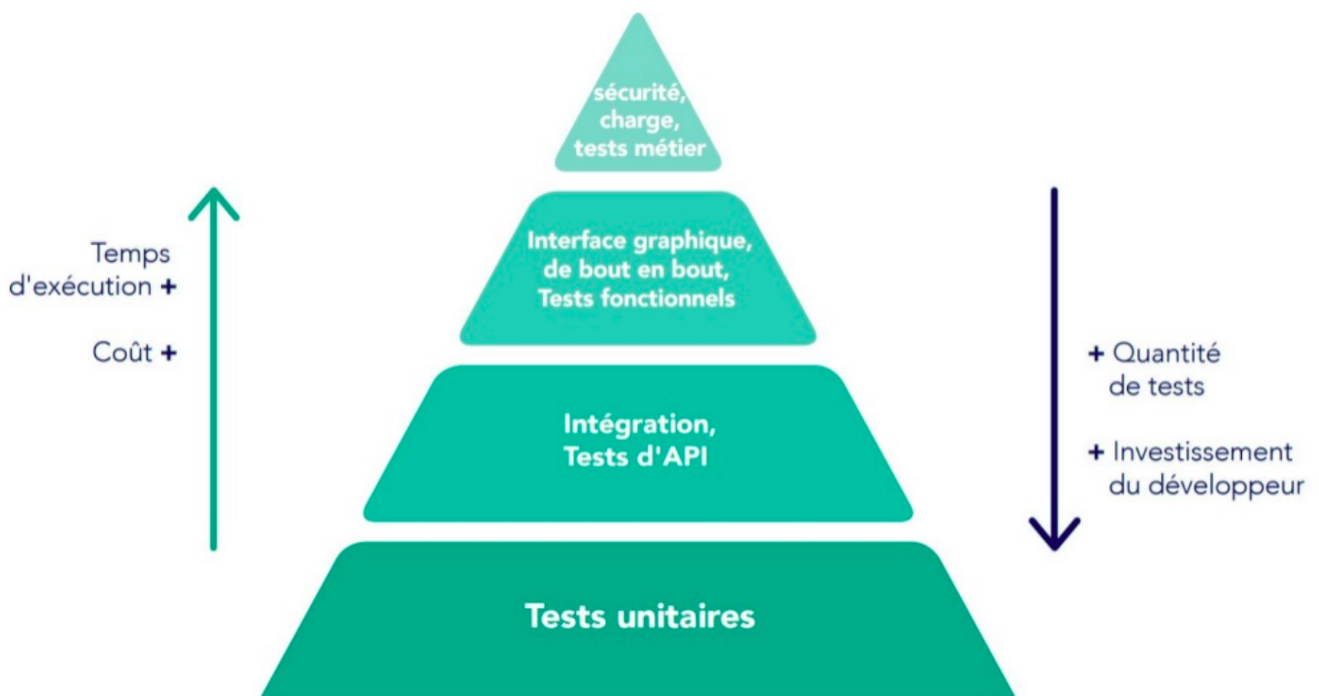 sécurité,
charge,
tests métier
Interface graphique,
de bout en bout,
Tests fonctionnels
Temps
d'exécution +
Coût +
+ Quantité
de tests
Intégration,
Tests d'API
+ Investissement
du développeur
Tests unitaires